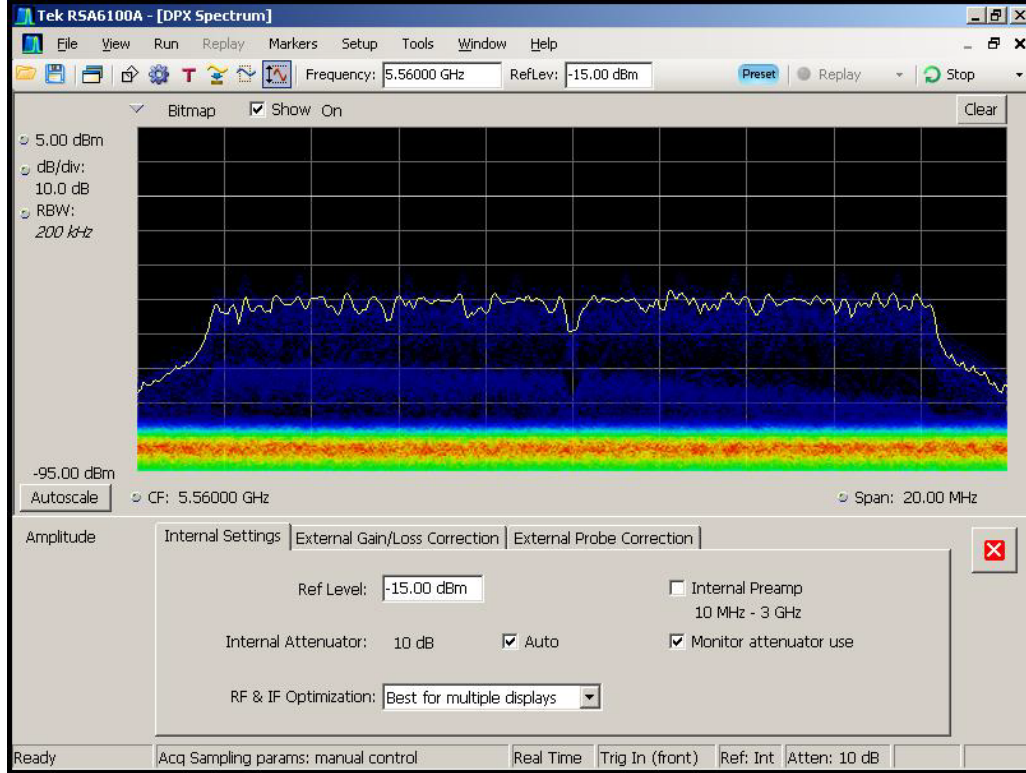 Tek RSA6100A - [DPX Spectrum]
File View Run Replay Markers Setup Tools Window Help
T Frequency: 5.56000 GHz RefLev: -15.00 dBm Preset Replay Stop
Bitmap Show On Clear
5.00 dBm
dB/div:
10.0 dB
RBW:
200 kHz
-95.00 dBm
Autoscale CF: 5.56000 GHz Span: 20.00 MHz
Amplitude Internal Settings External Gain/Loss Correction External Probe Correction
Ref Level: -15.00 dBm Internal Preamp
10 MHz - 3 GHz
Internal Attenuator: 10 dB Auto Monitor attenuator use
RF & IF Optimization: Best for multiple displays
Ready Acq Sampling params: manual control Real Time Trig In (front) Ref: Int Atten: 10 dB